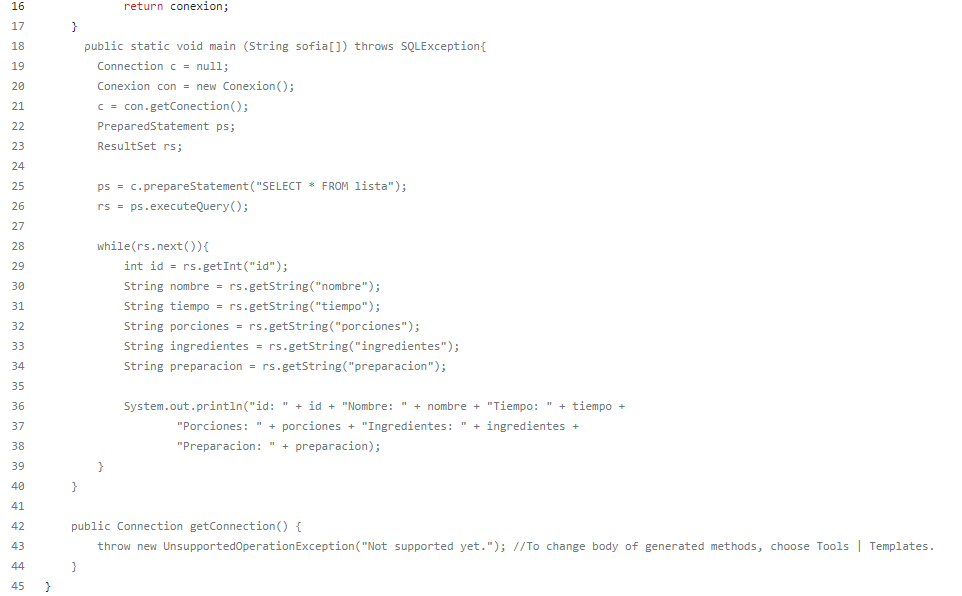 16 return conexion;
17 }
18 public static void main (String sofia[]) throws SQLException{
19 Connection c = null;
20 Conexion con = new Conexion();
21 c = con.getConection();
22 PreparedStatement ps;
23 ResultSet rs;
24
25 ps = c.prepareStatement("SELECT * FROM lista");
26 rs = ps.executeQuery();
27
28 while(rs.next()){
29 int id = rs.getInt("id");
30 String nombre = rs.getString("nombre");
31 String tiempo = rs.getString("tiempo");
32 String porciones = rs.getString("porciones");
33 String ingredientes = rs.getString("ingredientes");
34 String preparacion = rs.getString("preparacion");
35
36 System.out.println("id: " + id + "Nombre: " + nombre + "Tiempo: " + tiempo +
37 "Porciones: " + porciones + "Ingredientes: " + ingredientes +
38 "Preparacion: " + preparacion);
39 }
40 }
41
42 public Connection getConnection() {
43 throw new UnsupportedOperationException("Not supported yet."); //To change body of generated methods, choose Tools | Templates.
44 }
45 }